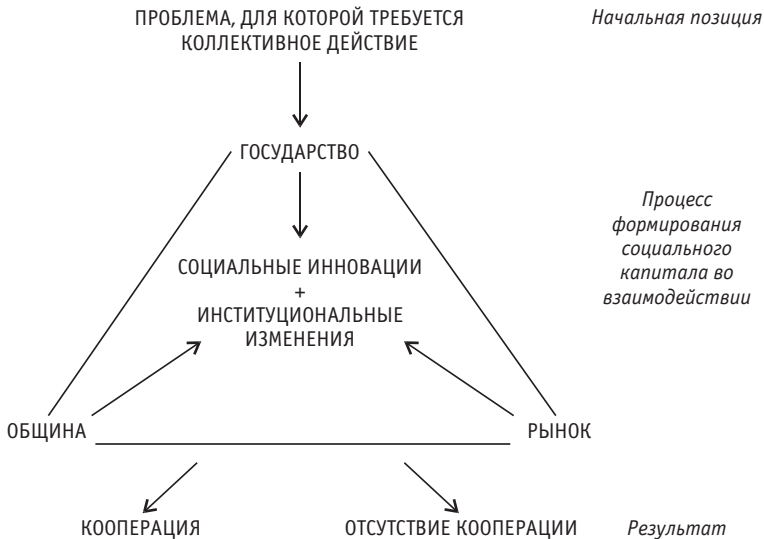 ПРОБЛЕМА, ДЛЯ КОТОРОЙ ТРЕБУЕТСЯ
КОЛЛЕКТИВНОЕ ДЕЙСТВИЕ
Начальная позиция
ГОСУДАРСТВО
СОЦИАЛЬНЫЕ ИННОВАЦИИ
+
ИНСТИТУЦИОНАЛЬНЫЕ
ИЗМЕНЕНИЯ
Процесс
формирования
социального
капитала во
взаимодействии
ОБЩИНА
РЫНОК
КООПЕРАЦИЯ
ОТСУТСТВИЕ КООПЕРАЦИИ
Результат